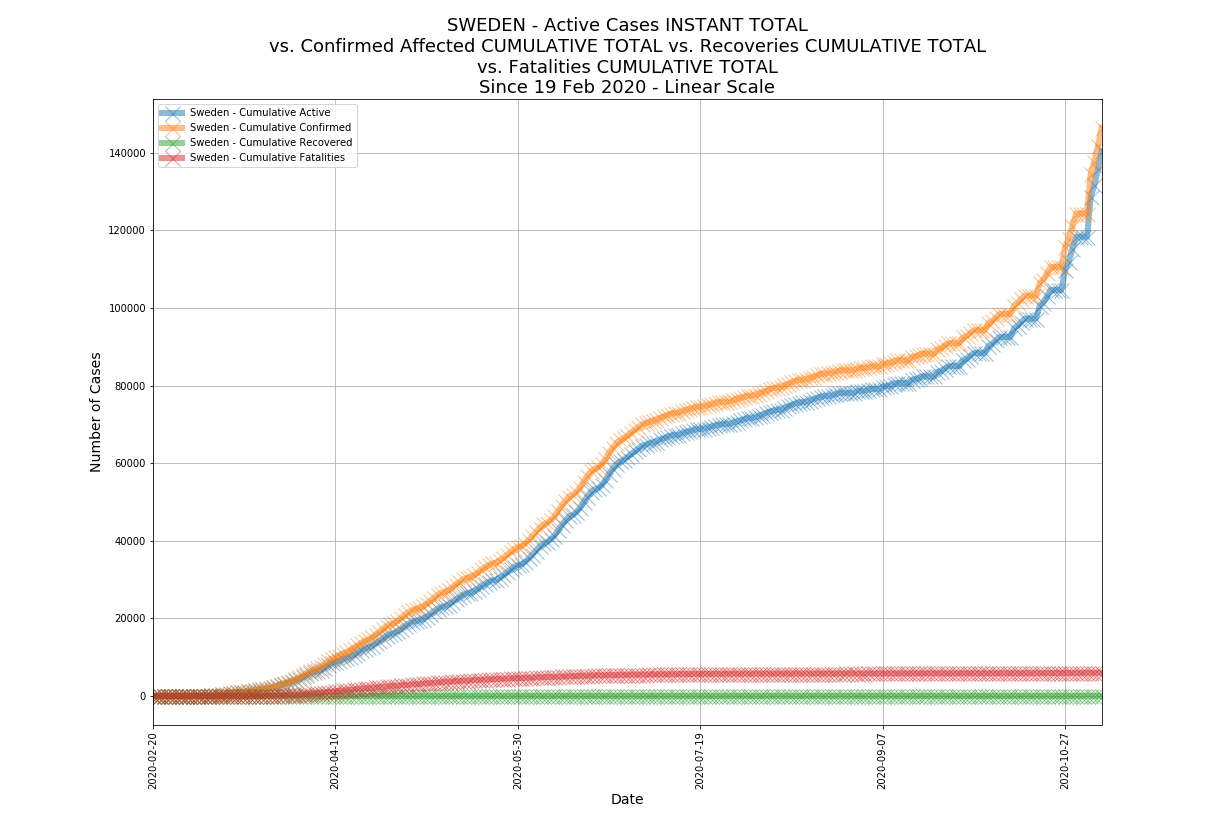 SWEDEN - Active Cases INSTANT TOTAL
vs. Confirmed Affected CUMULATIVE TOTAL vs. Recoveries CUMULATIVE TOTAL
vs. Fatalities CUMULATIVE TOTAL
Since 19 Feb 2020 - Linear Scale
Sweden - Cumulative Active
Sweden - Cumulative Confirmed
Sweden - Cumulative Recovered
Sweden - Cumulative Fatalities
Number of Cases
140000
120000
100000
80000
60000
40000
20000
0
2020-02-20
2020-04-10
2020-05-30
2020-07-19
2020-09-07
2020-10-27
Date